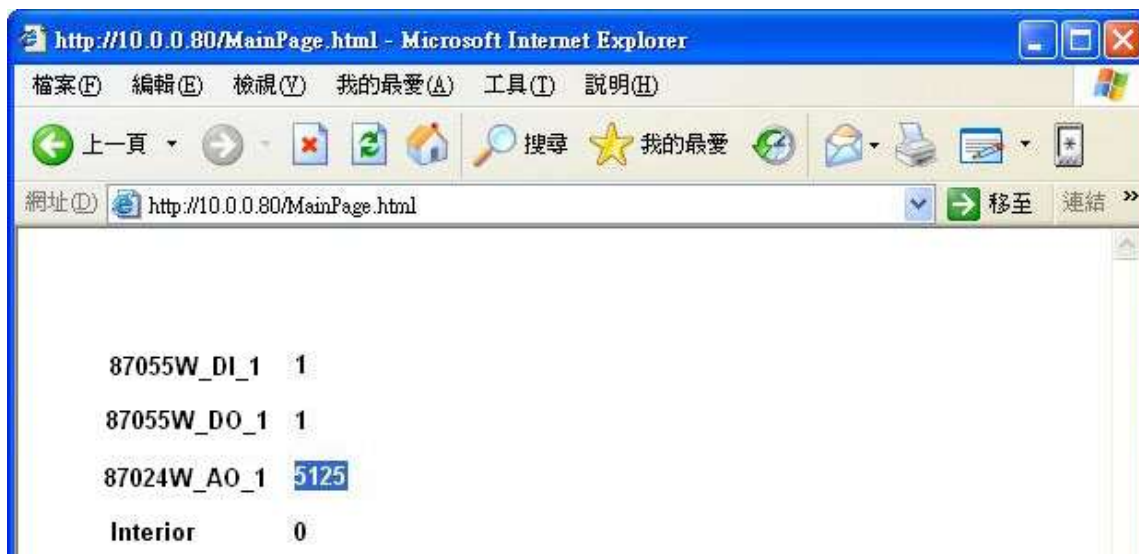 http://10.0.0.80/MainPage.html - Microsoft Internet Explorer
檔案(F) 編輯(E) 檢視(V) 我的最愛(A) 工具(T) 說明(H)
上一頁 搜尋 我的最愛
網址(D) http://10.0.0.80/MainPage.html 移至 連結 »
87055W_DI_1 1
87055W_DO_1 1
87024W_AO_1 5125
Interior 0